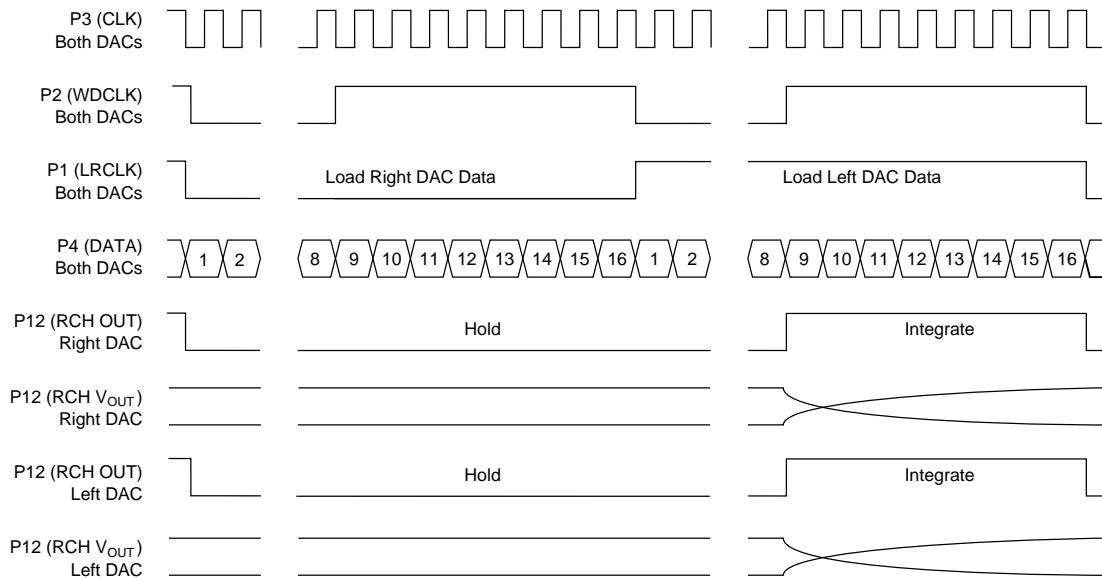 P3 (CLK)
Both DACs
P2 (WDCLK)
Both DACs
P1 (LRCLK)
Both DACs
Load Right DAC Data
Load Left DAC Data
P4 (DATA)
Both DACs
1 2 8 9 10 11 12 13 14 15 16 1 2 8 9 10 11 12 13 14 15 16
P12 (RCH OUT)
Right DAC
Hold
Integrate
P12 (RCH VOUT)
Right DAC
P12 (RCH OUT)
Left DAC
Hold
Integrate
P12 (RCH VOUT)
Left DAC